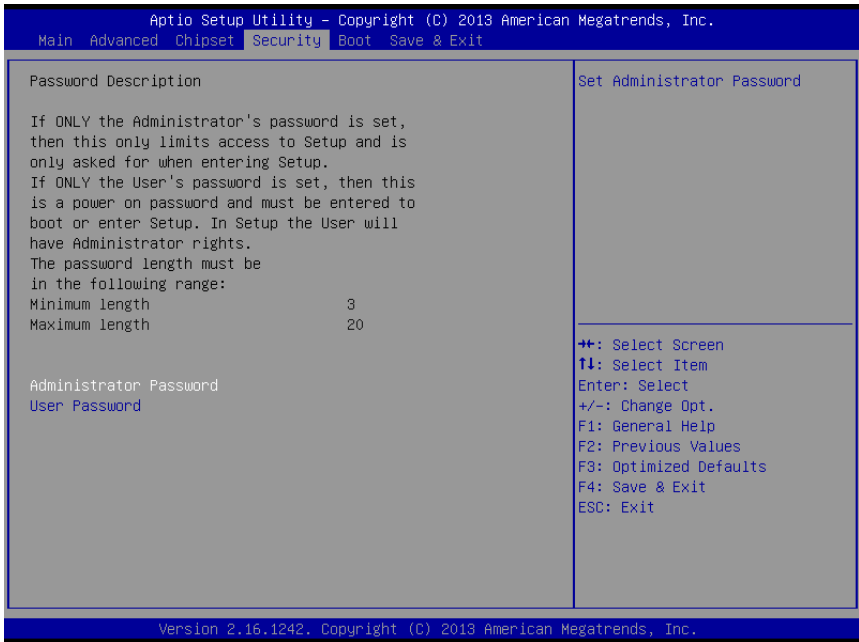 Aptio Setup Utility – Copyright (C) 2013 American Megatrends, Inc.
Main Advanced Chipset Security Boot Save & Exit
Password Description
If ONLY the Administrator's password is set,
then this only limits access to Setup and is
only asked for when entering Setup.
If ONLY the User's password is set, then this
is a power on password and must be entered to
boot or enter Setup. In Setup the User will
have Administrator rights.
The password length must be
in the following range:
Minimum length 3
Maximum length 20
Administrator Password
User Password
Set Administrator Password
→←: Select Screen
↑↓: Select Item
Enter: Select
+/-: Change Opt.
F1: General Help
F2: Previous Values
F3: Optimized Defaults
F4: Save & Exit
ESC: Exit
Version 2.16.1242. Copyright (C) 2013 American Megatrends, Inc.